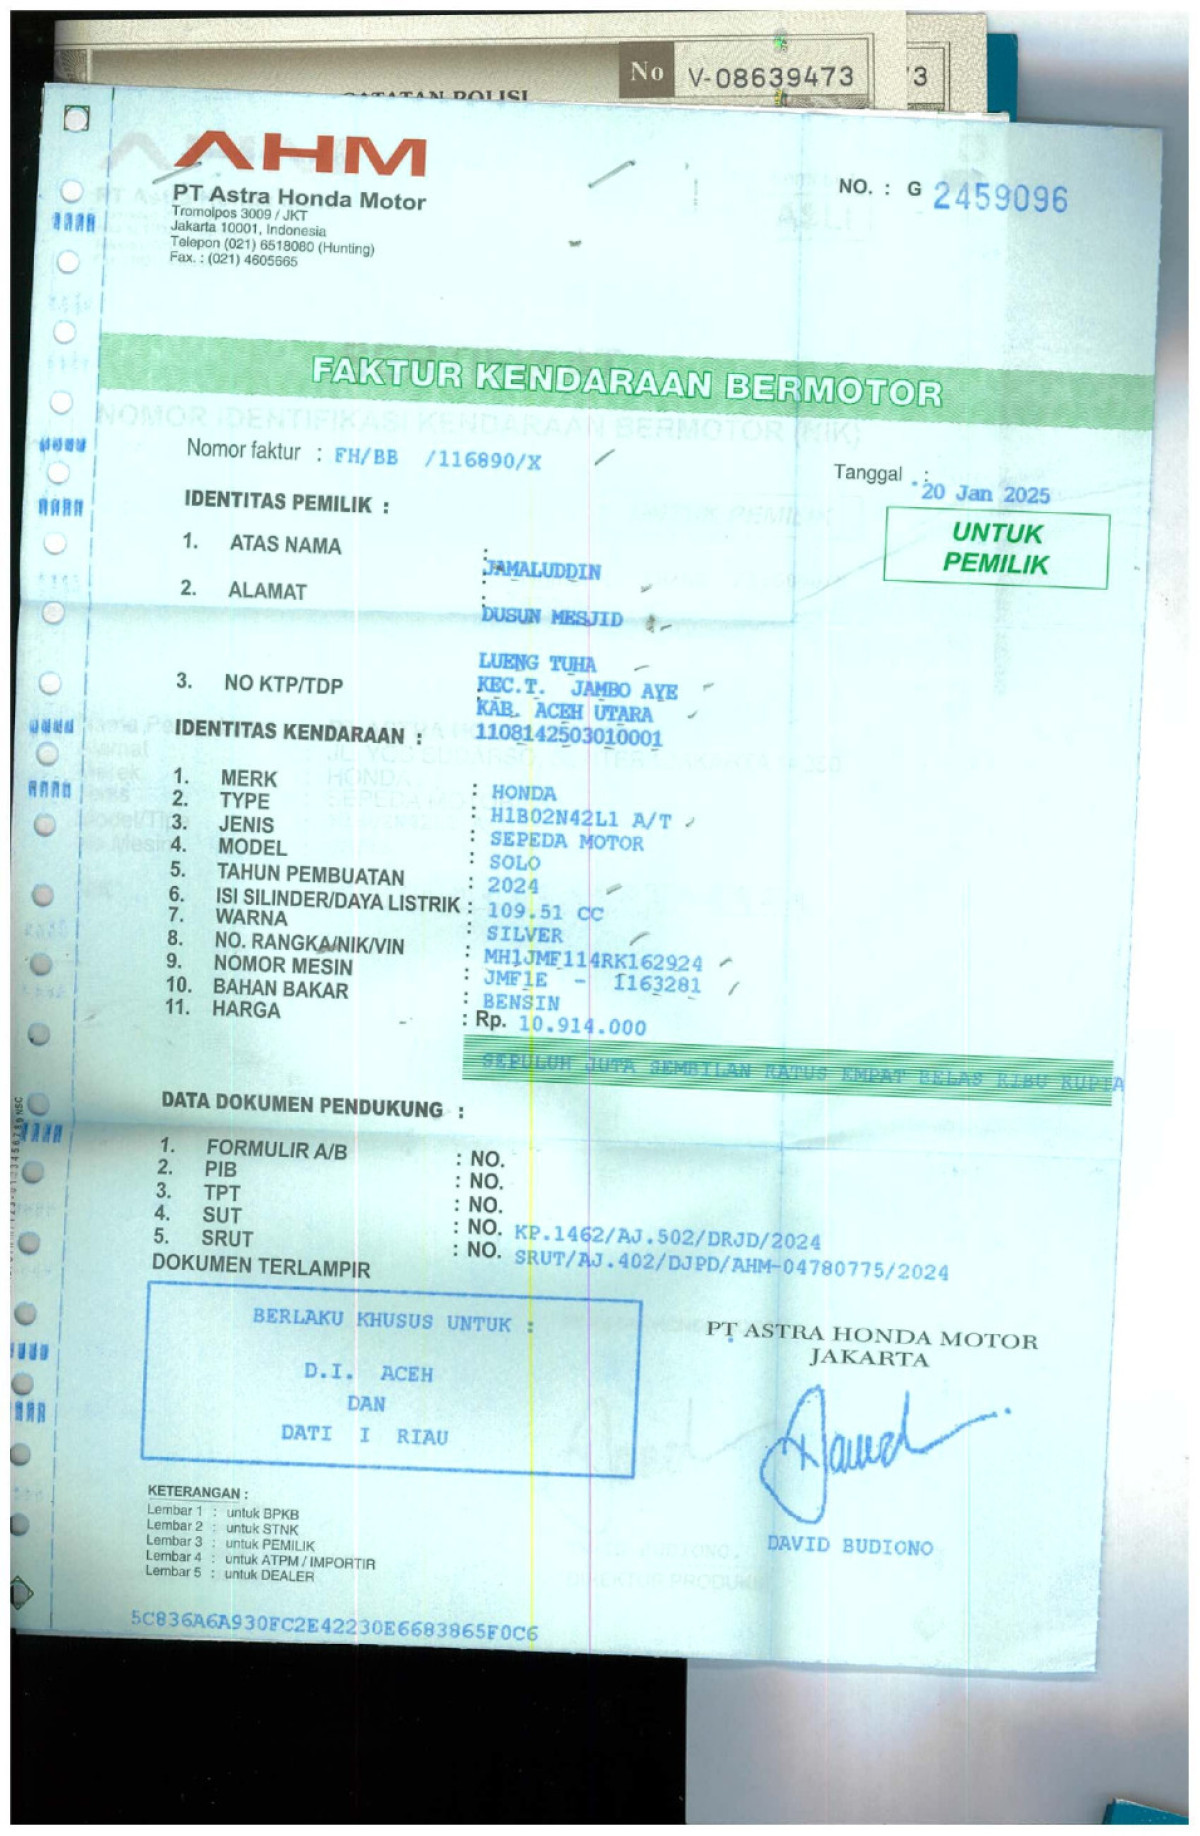 No V-08639473
3
CATATAN POLISI
AHM
PT Astra Honda Motor
Tromolpos 3009 / JKT
Jakarta 10001, Indonesia
Telepon (021) 6518080 (Hunting)
Fax. : (021) 4605665
NO. : G 2459096
FAKTUR KENDARAAN BERMOTOR
NOMOR IDENTIFIKASI KENDARAAN BERMOTOR (NIK)
Nomor faktur : FH/BB /116890/X
Tanggal : 20 Jan 2025
UNTUK
PEMILIK
IDENTITAS PEMILIK :
1. ATAS NAMA : JAMALUDDIN
2. ALAMAT : DUSUN MESJID
LUENG TUHA
KEC.T. JAMBO AYE
KAB. ACEH UTARA
3. NO KTP/TDP 1108142503010001
IDENTITAS KENDARAAN :
1. MERK : HONDA
2. TYPE : H1B02N42L1 A/T
3. JENIS : SEPEDA MOTOR
4. MODEL : SOLO
5. TAHUN PEMBUATAN : 2024
6. ISI SILINDER/DAYA LISTRIK : 109.51 CC
7. WARNA : SILVER
8. NO. RANGKA/NIK/VIN : MH1JMF114RK162924
9. NOMOR MESIN : JMF1E - 1163281
10. BAHAN BAKAR : BENSIN
11. HARGA : Rp. 10.914.000
SEPULUH JUTA SEMBILAN RATUS EMPAT BELAS RIBU RUPIA
DATA DOKUMEN PENDUKUNG :
1. FORMULIR A/B : NO.
2. PIB : NO.
3. TPT : NO.
4. SUT : NO. KP.1462/AJ.502/DRJD/2024
5. SRUT : NO. SRUT/AJ.402/DJPD/AHM-04780775/2024
DOKUMEN TERLAMPIR
BERLAKU KHUSUS UNTUK :
D.I. ACEH
DAN
DATI I RIAU
PT ASTRA HONDA MOTOR
JAKARTA
DAVID BUDIONO
KETERANGAN :
Lembar 1 : untuk BPKB
Lembar 2 : untuk STNK
Lembar 3 : untuk PEMILIK
Lembar 4 : untuk ATPM / IMPORTIR
Lembar 5 : untuk DEALER
5C836A6A930FC2E42230E6683865F0C6